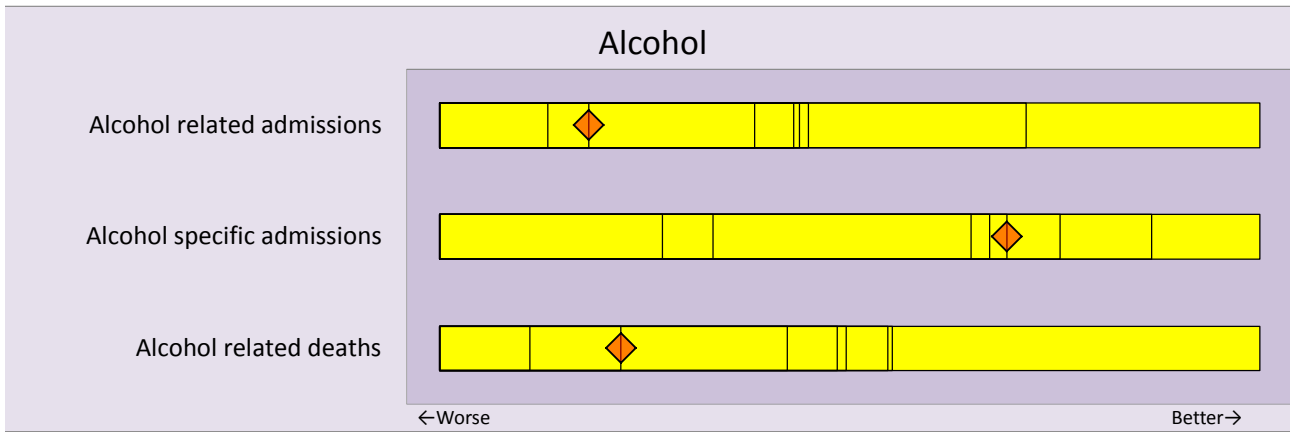 Alcohol
Alcohol related admissions
Alcohol specific admissions
Alcohol related deaths
←Worse
Better→